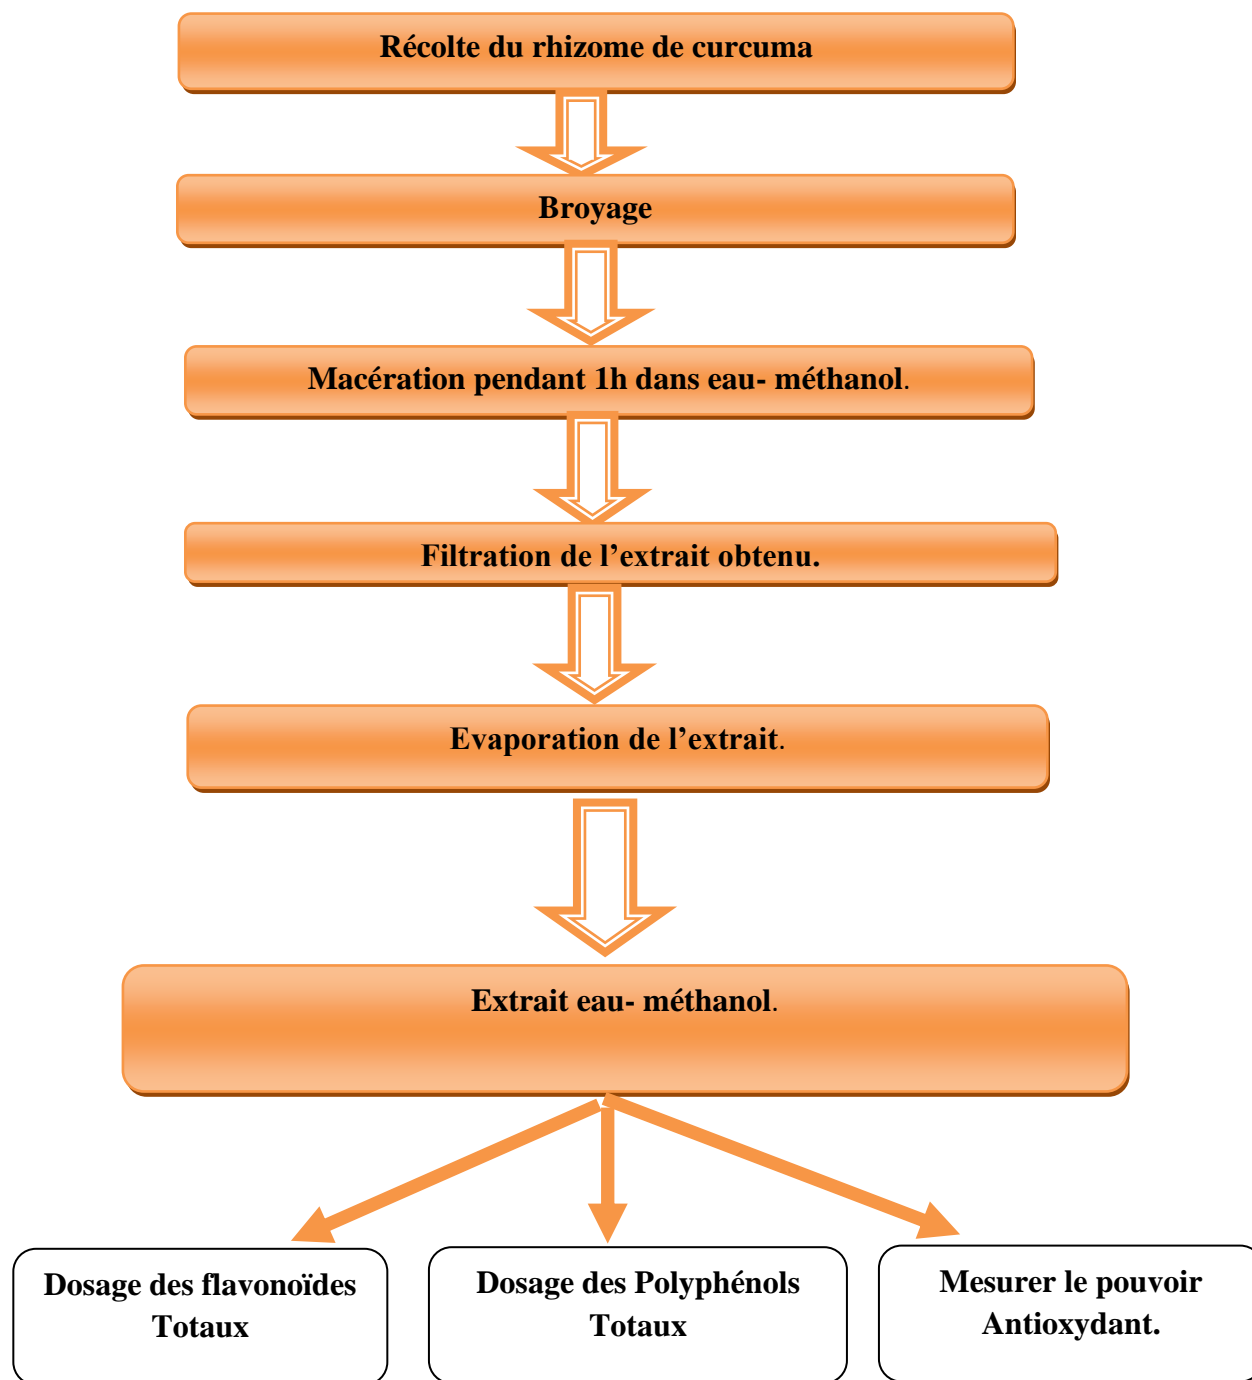 Récolte du rhizome de curcuma
Broyage
Macération pendant 1h dans eau- méthanol.
Filtration de l’extrait obtenu.
Evaporation de l’extrait.
Extrait eau- méthanol.
Dosage des flavonoïdes
Totaux
Dosage des Polyphénols
Totaux
Mesurer le pouvoir
Antioxydant.